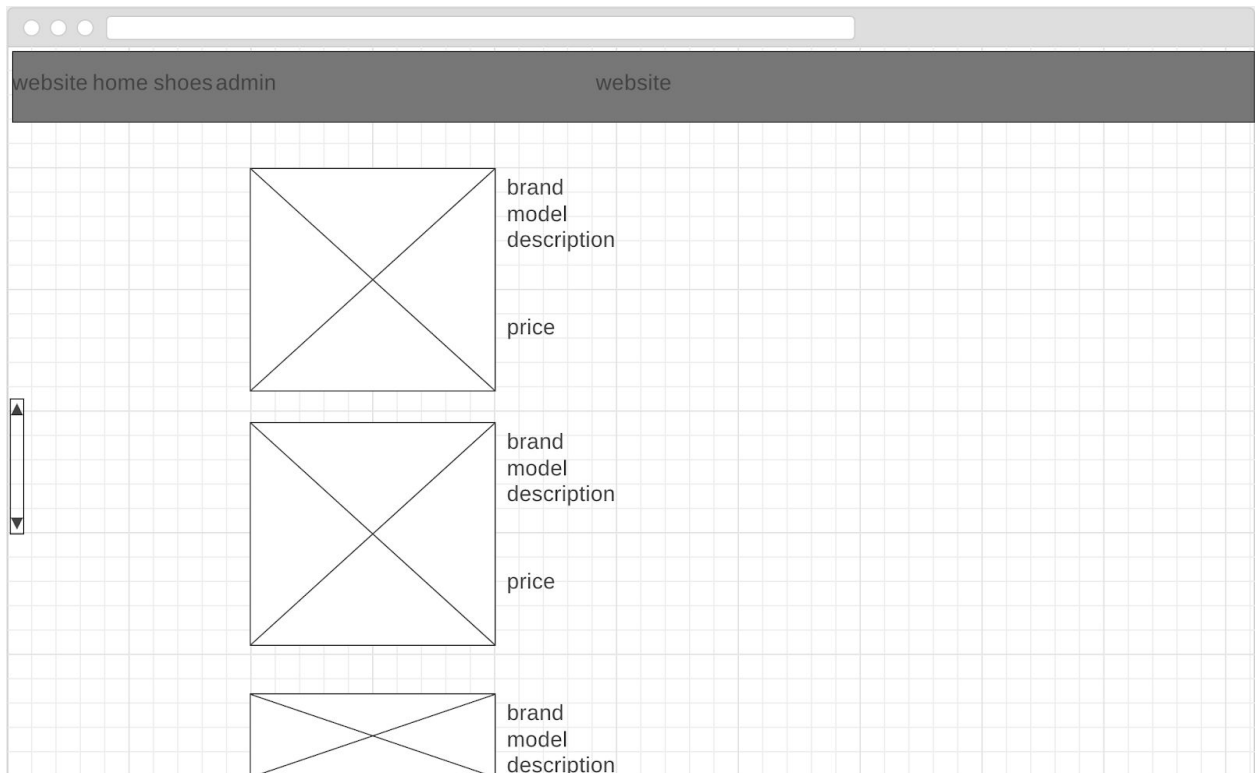 website home shoes admin website
brand
model
description
price
brand
model
description
price
brand
model
description